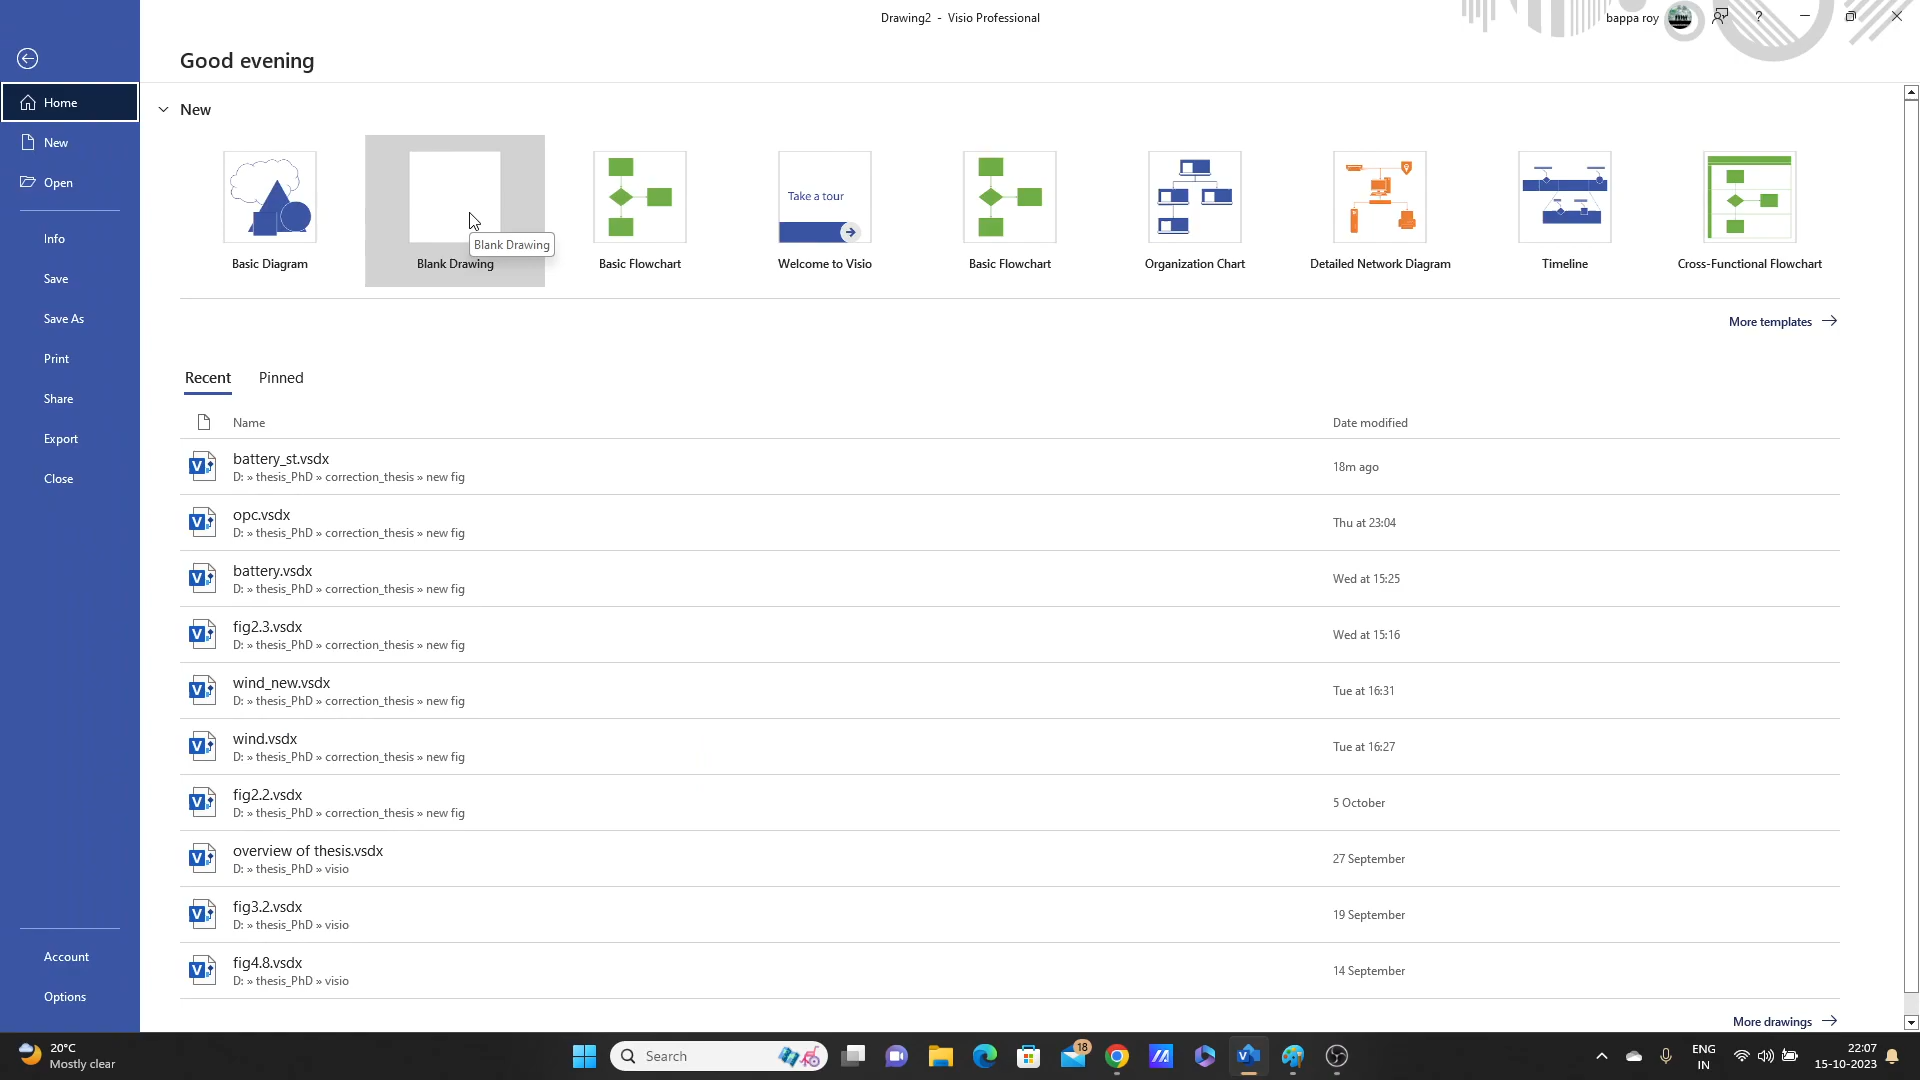 Drawing2 - Visio Professional
bappa roy
?
Good evening
Home
New
Open
Info
Save
Save As
Print
Share
Export
Close
Account
Options
New
Take a tour
Blank Drawing
Basic Diagram
Blank Drawing
Basic Flowchart
Welcome to Visio
Basic Flowchart
Organization Chart
Detailed Network Diagram
Timeline
Cross-Functional Flowchart
More templates
Recent Pinned
Name Date modified
battery_st.vsdx
D: » thesis_PhD » correction_thesis » new fig
18m ago
opc.vsdx
D: » thesis_PhD » correction_thesis » new fig
Thu at 23:04
battery.vsdx
D: » thesis_PhD » correction_thesis » new fig
Wed at 15:25
fig2.3.vsdx
D: » thesis_PhD » correction_thesis » new fig
Wed at 15:16
wind_new.vsdx
D: » thesis_PhD » correction_thesis » new fig
Tue at 16:31
wind.vsdx
D: » thesis_PhD » correction_thesis » new fig
Tue at 16:27
fig2.2.vsdx
D: » thesis_PhD » correction_thesis » new fig
5 October
overview of thesis.vsdx
D: » thesis_PhD » visio
27 September
fig3.2.vsdx
D: » thesis_PhD » visio
19 September
fig4.8.vsdx
D: » thesis_PhD » visio
14 September
More drawings
20°C
Mostly clear
Search
18
ENG
IN
22:07
15-10-2023